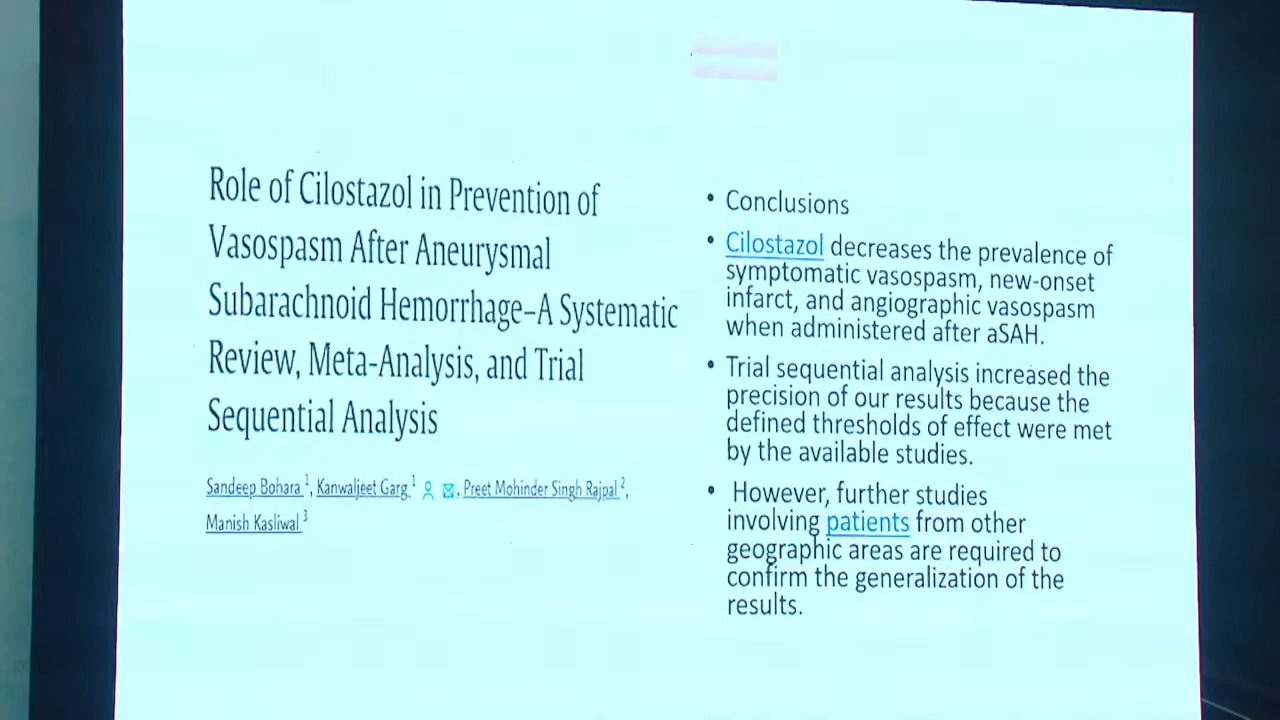 Role of Cilostazol in Prevention of
Vasospasm After Aneurysmal
Subarachnoid Hemorrhage–A Systematic
Review, Meta-Analysis, and Trial
Sequential Analysis
Sandeep Bohara 1, Kanwaljeet Garg 1, Preet Mohinder Singh Rajpal 2,
Manish Kasliwal 3
• Conclusions
• Cilostazol decreases the prevalence of
symptomatic vasospasm, new-onset
infarct, and angiographic vasospasm
when administered after aSAH.
• Trial sequential analysis increased the
precision of our results because the
defined thresholds of effect were met
by the available studies.
• However, further studies
involving patients from other
geographic areas are required to
confirm the generalization of the
results.